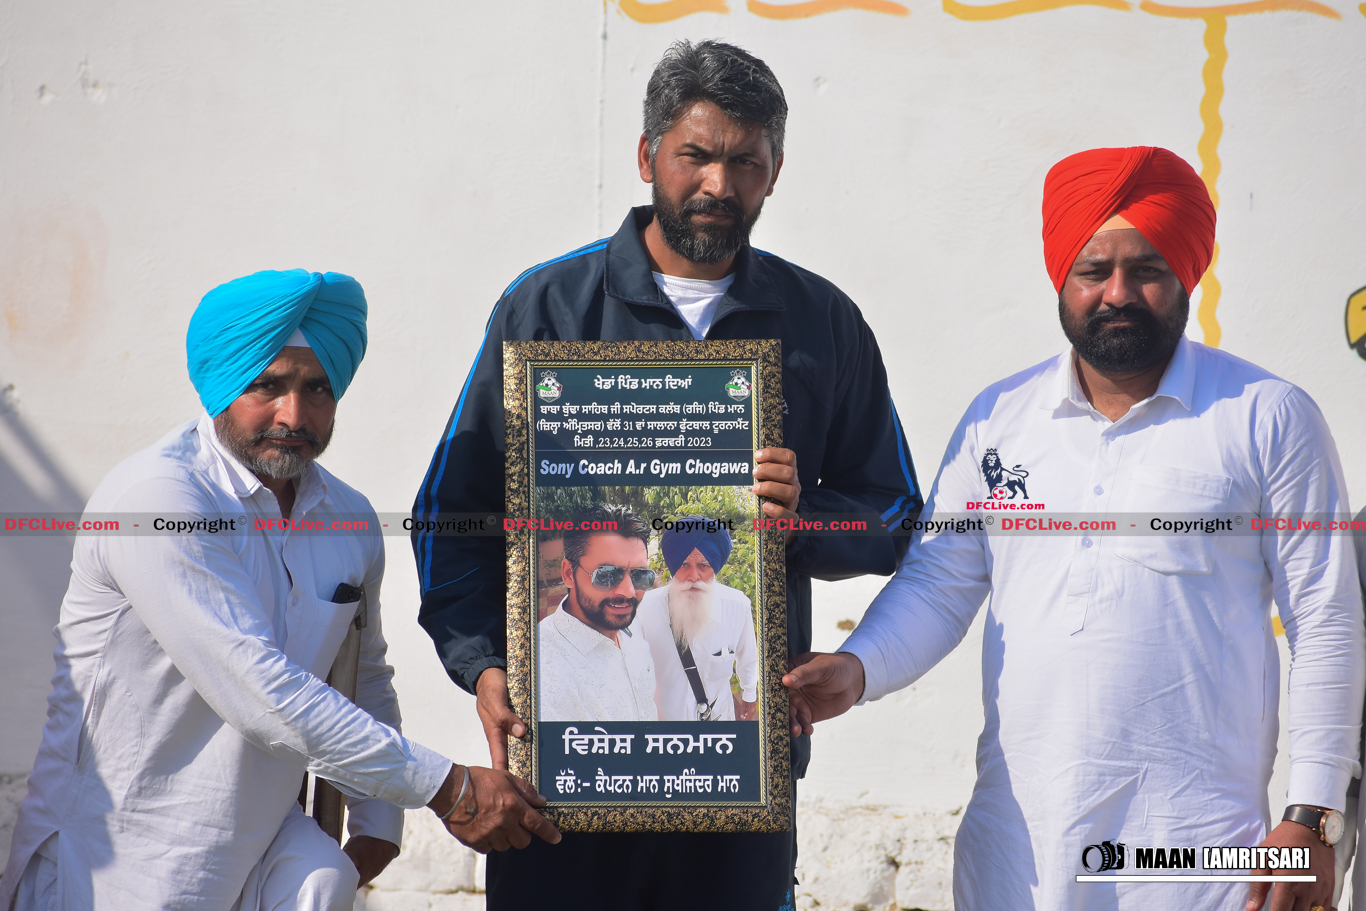 ਖੇਡਾਂ ਪਿੰਡ ਮਾਨ ਦਿਆਂ
MAAN
MAAN
ਬਾਬਾ ਬੁੱਢਾ ਸਾਹਿਬ ਜੀ ਸਪੋਰਟਸ ਕਲੱਬ (ਰਜਿ) ਪਿੰਡ ਮਾਨ
(ਜ਼ਿਲ੍ਹਾ ਅੰਮ੍ਰਿਤਸਰ) ਵੱਲੋਂ 31 ਵਾਂ ਸਾਲਾਨਾ ਫੁੱਟਬਾਲ ਟੂਰਨਾਮੈਂਟ
ਮਿਤੀ ,23,24,25,26 ਫ਼ਰਵਰੀ 2023
Sony Coach A.r Gym Chogawa
DFCLive.com
DFCLive.com - Copyright© DFCLive.com - Copyright© DFCLive.com - Copyright© DFCLive.com - Copyright© DFCLive.com - Copyright© DFCLive.com
ਵਿਸ਼ੇਸ਼ ਸਨਮਾਨ
ਵੱਲੋਂ:- ਕੈਪਟਨ ਮਾਨ ਸੁਖਜਿੰਦਰ ਮਾਨ
MAAN [AMRITSAR]